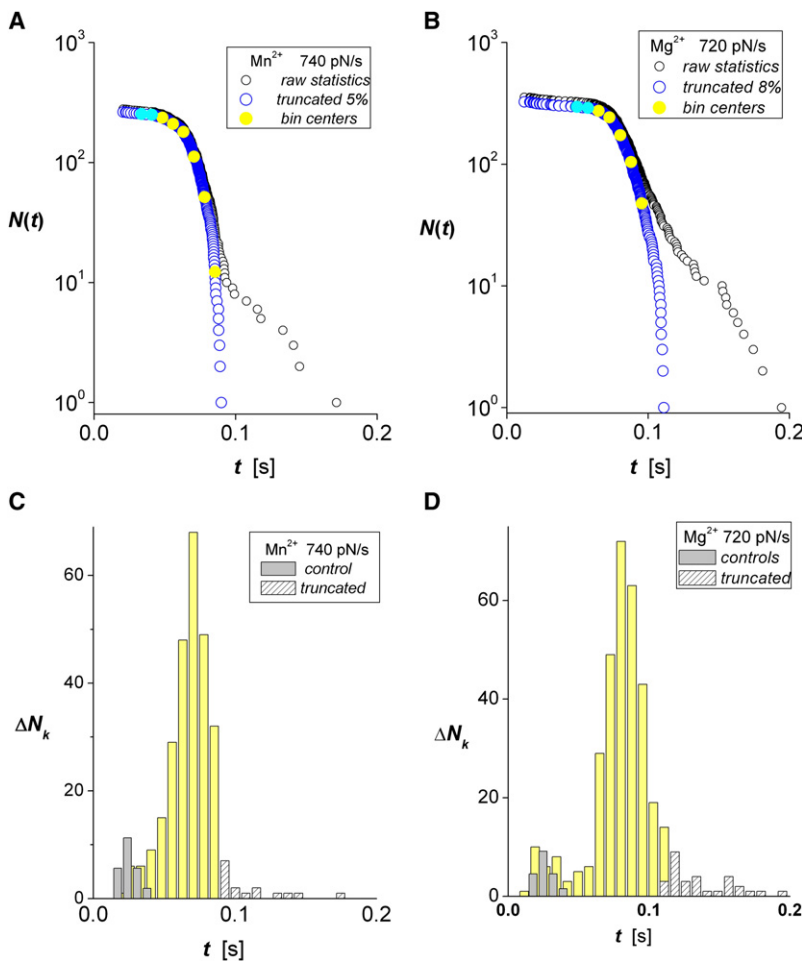 A
10³
10²
10¹
10⁰
N(t)
0.0 0.1 0.2
t [s]
Mn²⁺ 740 pN/s
raw statistics
truncated 5%
bin centers
B
10³
10²
10¹
10⁰
N(t)
0.0 0.1 0.2
t [s]
Mg²⁺ 720 pN/s
raw statistics
truncated 8%
bin centers
C
60
40
20
0
ΔNₖ
0.0 0.1 0.2
t [s]
Mn²⁺ 740 pN/s
control
truncated
D
60
40
20
0
ΔNₖ
0.0 0.1 0.2
t [s]
Mg²⁺ 720 pN/s
controls
truncated